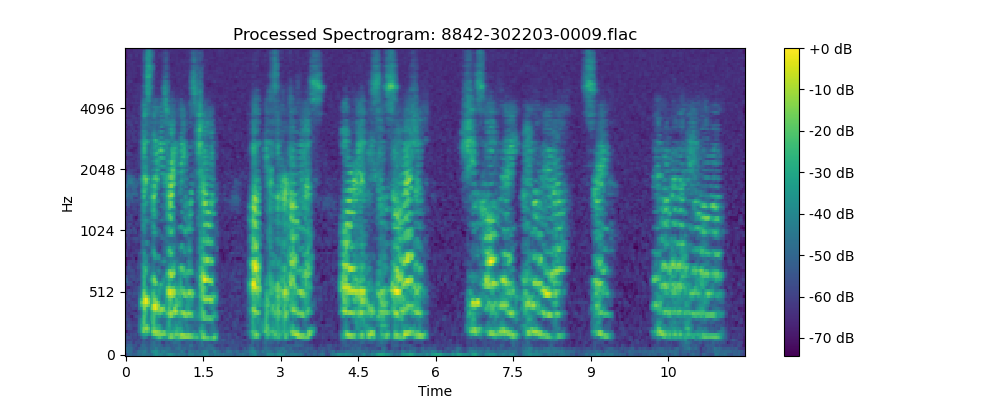 Processed Spectrogram: 8842-302203-0009.flac
Hz
4096
2048
1024
512
0
0 1.5 3 4.5 6 7.5 9 10
Time
+0 dB
-10 dB
-20 dB
-30 dB
-40 dB
-50 dB
-60 dB
-70 dB